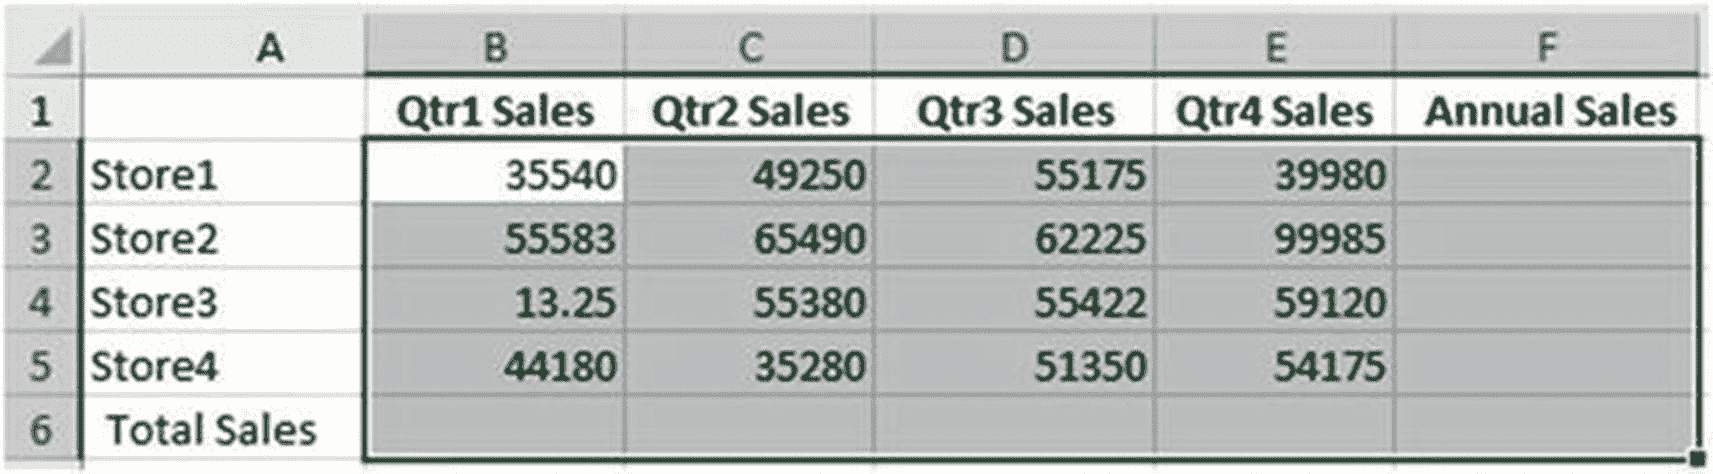 A B C D E F
1 Qtr1 Sales Qtr2 Sales Qtr3 Sales Qtr4 Sales Annual Sales
2 Store1 35540 49250 55175 39980
3 Store2 55583 65490 62225 99985
4 Store3 13.25 55380 55422 59120
5 Store4 44180 35280 51350 54175
6 Total Sales